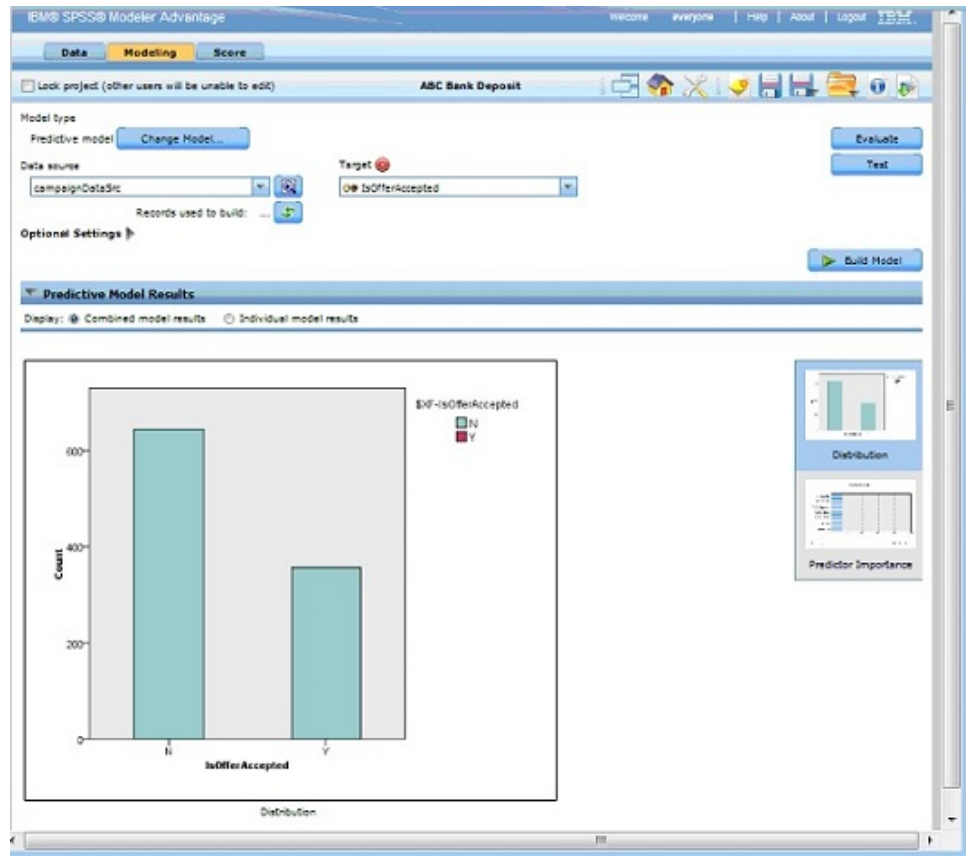 IBM® SPSS® Modeler Advantage
Welcome everyone | Help | About | Logout IBM.
Data Modeling Score
Lock project (other users will be unable to edit) ABC Bank Deposit
Model type
Predictive model Change Model...
Evaluate
Data source Target
Test
campaignDataSrc IsOfferAccepted
Records used to build: ...
Optional Settings
Build Model
Predictive Model Results
Display: Combined model results Individual model results
$XF-IsOfferAccepted
N
Y
600
400
200
0
Count
N Y
IsOfferAccepted
Distribution
Distribution
Predictor Importance